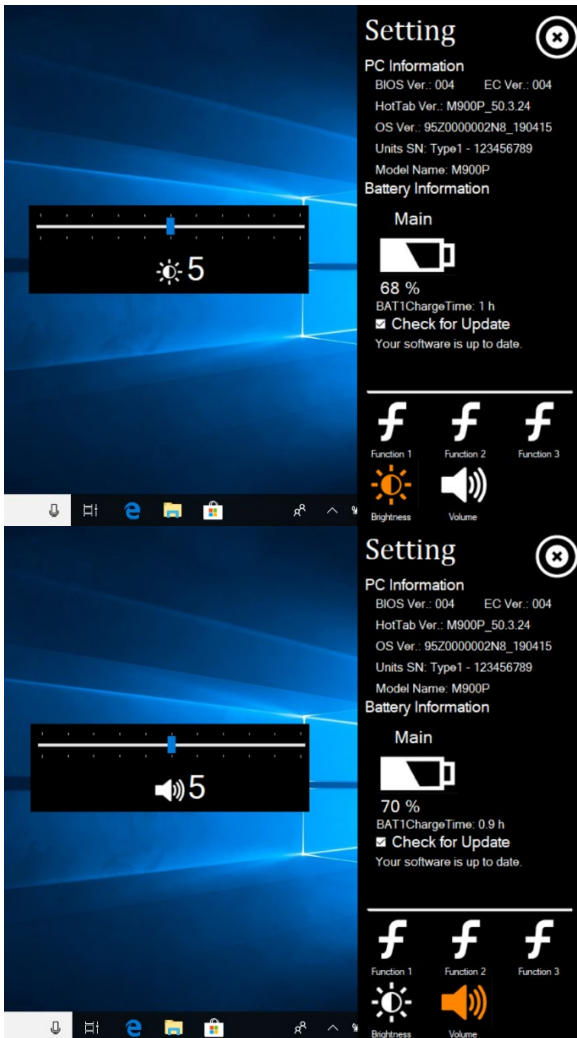 Setting
PC Information
BIOS Ver.: 004 EC Ver.: 004
HotTab Ver.: M900P_50.3.24
OS Ver.: 95Z0000002N8_190415
Units SN: Type1 - 123456789
Model Name: M900P
Battery Information
Main
5
68 %
BAT1ChargeTime: 1 h
Check for Update
Your software is up to date.
Function 1 Function 2 Function 3
Brightness Volume
Setting
PC Information
BIOS Ver.: 004 EC Ver.: 004
HotTab Ver.: M900P_50.3.24
OS Ver.: 95Z0000002N8_190415
Units SN: Type1 - 123456789
Model Name: M900P
Battery Information
Main
5
70 %
BAT1ChargeTime: 0.9 h
Check for Update
Your software is up to date.
Function 1 Function 2 Function 3
Brightness Volume